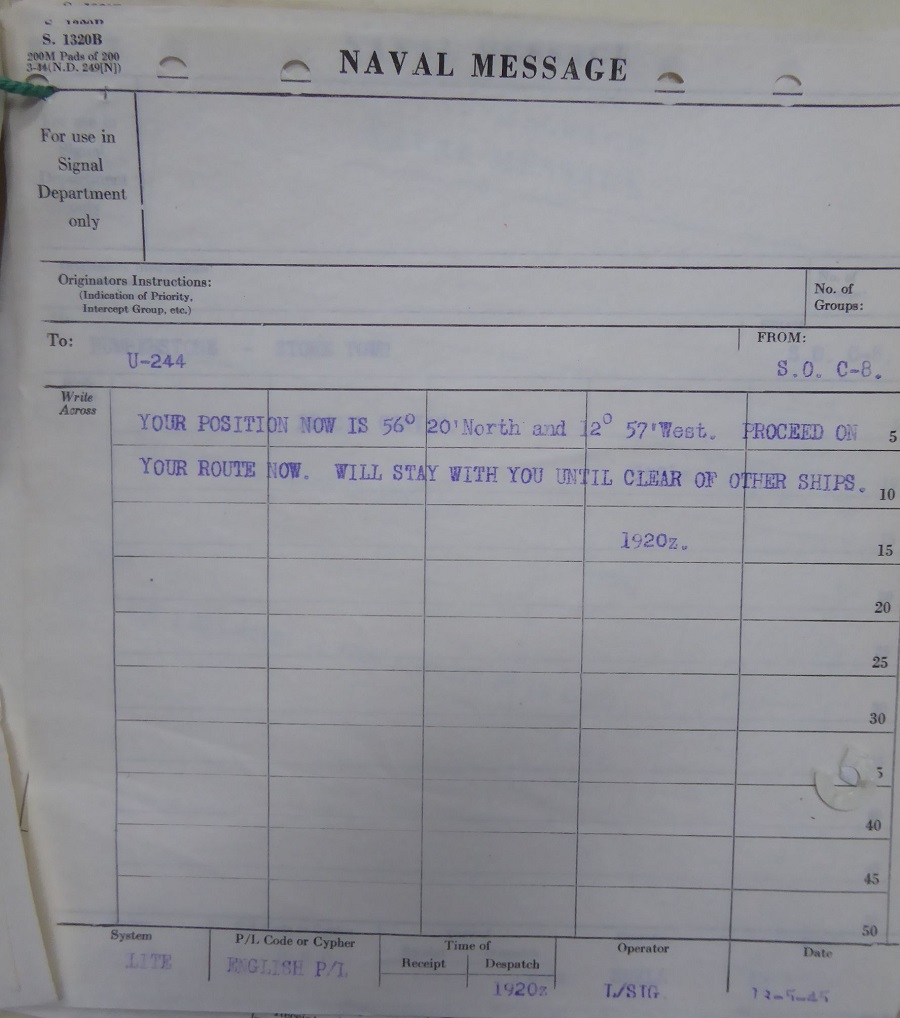 S. 1320B
200M Pads of 200
3-44(N.D. 249[N])
NAVAL MESSAGE
For use in
Signal
Department
only
Originators Instructions:
(Indication of Priority,
Intercept Group, etc.)
No. of
Groups:
To:
U-244
FROM:
S.O. C-8.
Write
Across
YOUR POSITION NOW IS 56° 20'North and 12° 57'West. PROCEED ON
5
YOUR ROUTE NOW. WILL STAY WITH YOU UNTIL CLEAR OF OTHER SHIPS.
10
1920z.
15
20
25
30
5
40
45
50
System
LITE
P/L Code or Cypher
ENGLISH P/L
Time of
Receipt
Despatch
1920z
Operator
L/SIG
Date